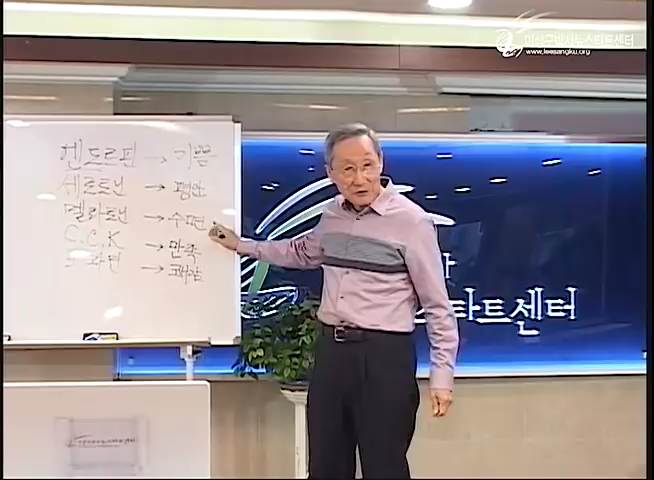 이상구박사뉴스타트센터
www.leesangku.org
엔도르핀 → 기쁨
세로토닌 → 평안
멜라토닌 → 수면
C.C.K → 만족
도파민 → 쾌감
스타트센터